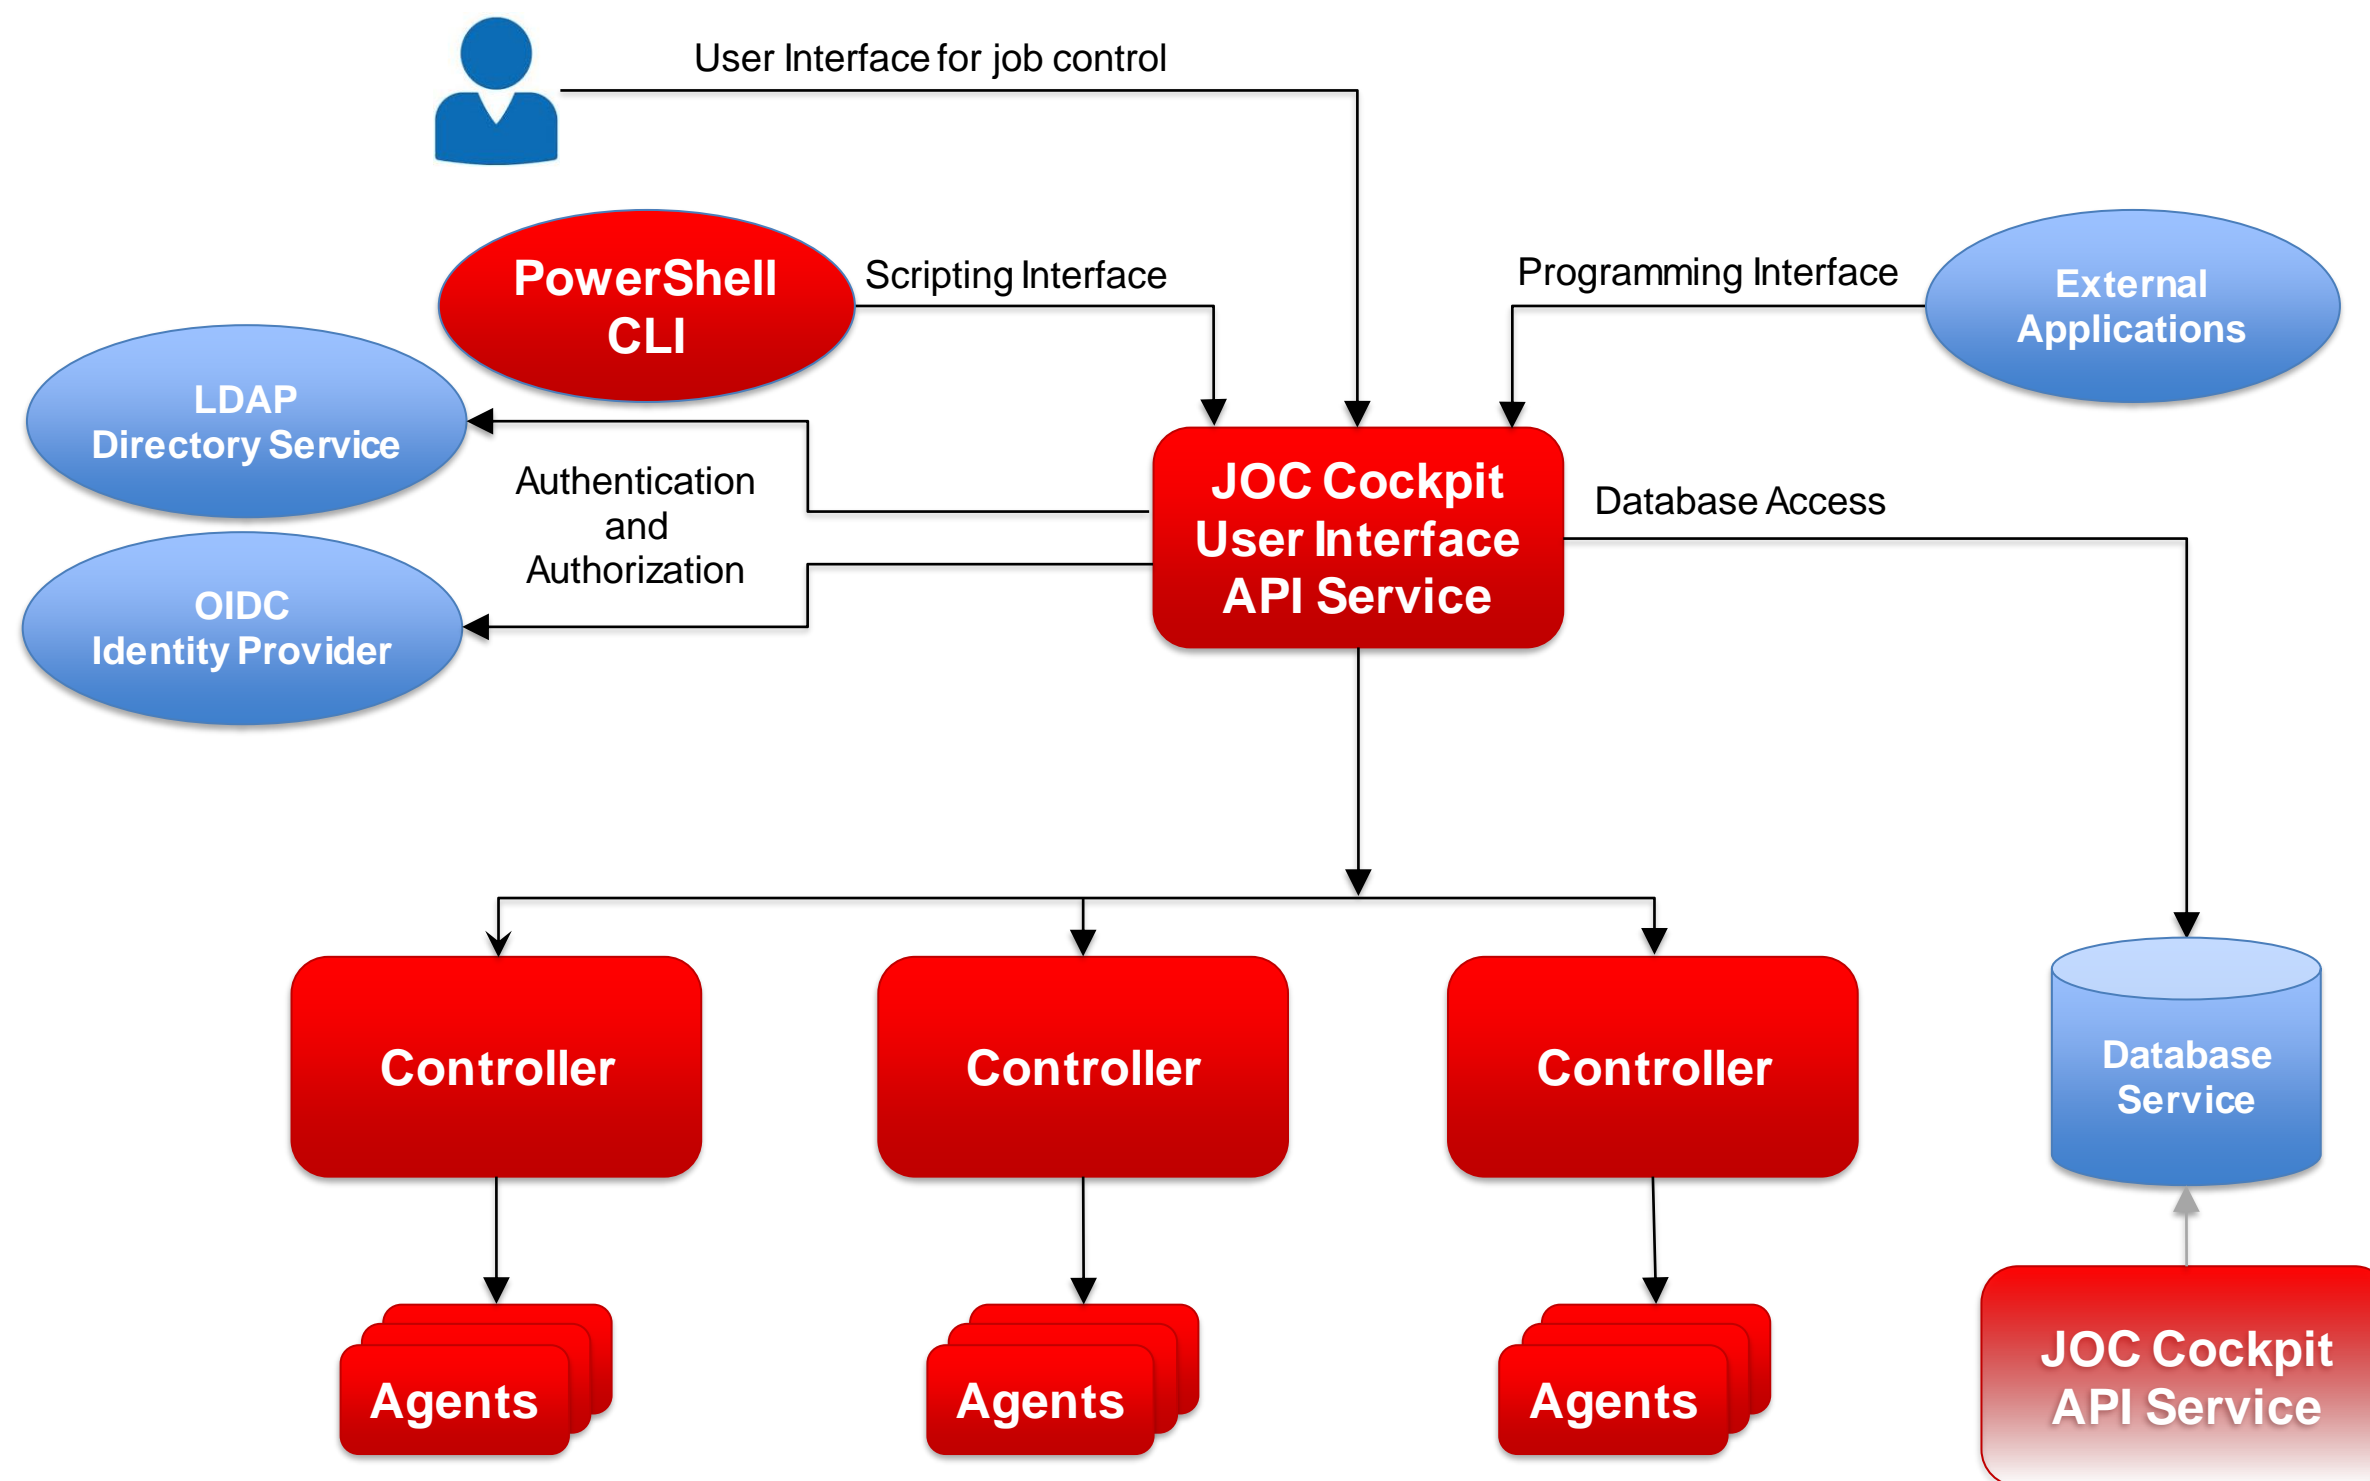 User Interface for job control
PowerShell
CLI
Scripting Interface
Programming Interface
External
Applications
LDAP
Directory Service
Authentication
and
Authorization
OIDC
Identity Provider
JOC Cockpit
User Interface
API Service
Database Access
Controller
Controller
Controller
Database
Service
Agents
Agents
Agents
JOC Cockpit
API Service